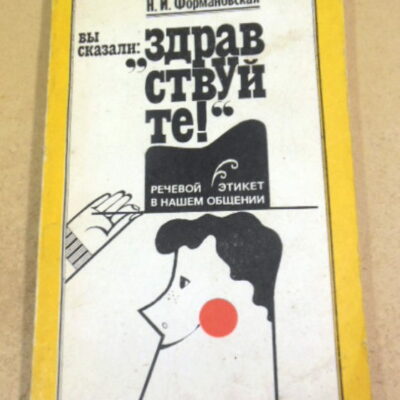 Н. И. Формановская
вы
сказали:
„здрав
ствуй
те!“
РЕЧЕВОЙ ЭТИКЕТ
В НАШЕМ ОБЩЕНИИ